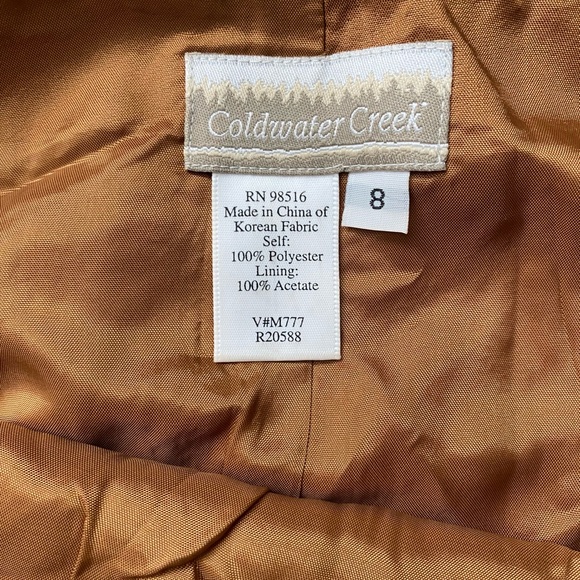 Coldwater Creek
8
RN 98516
Made in China of
Korean Fabric
Self:
100% Polyester
Lining:
100% Acetate
V#M777
R20588